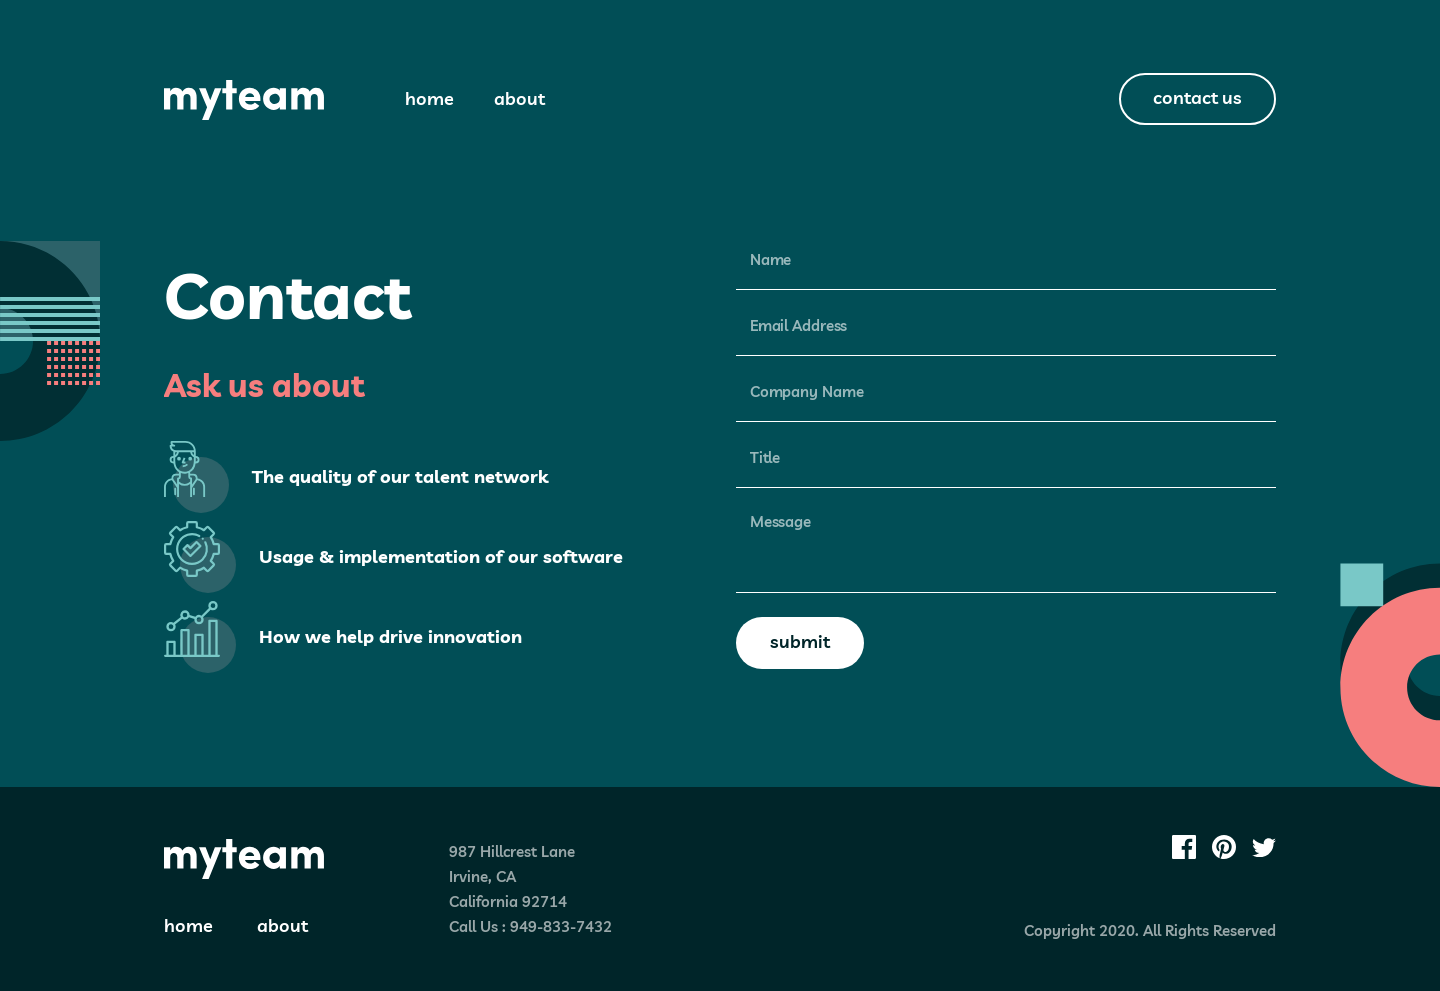 myteam
home
about
contact us
Contact
Ask us about
The quality of our talent network
Usage & implementation of our software
How we help drive innovation
Name
Email Address
Company Name
Title
Message
submit
myteam
home
about
987 Hillcrest Lane
Irvine, CA
California 92714
Call Us : 949-833-7432
Copyright 2020. All Rights Reserved